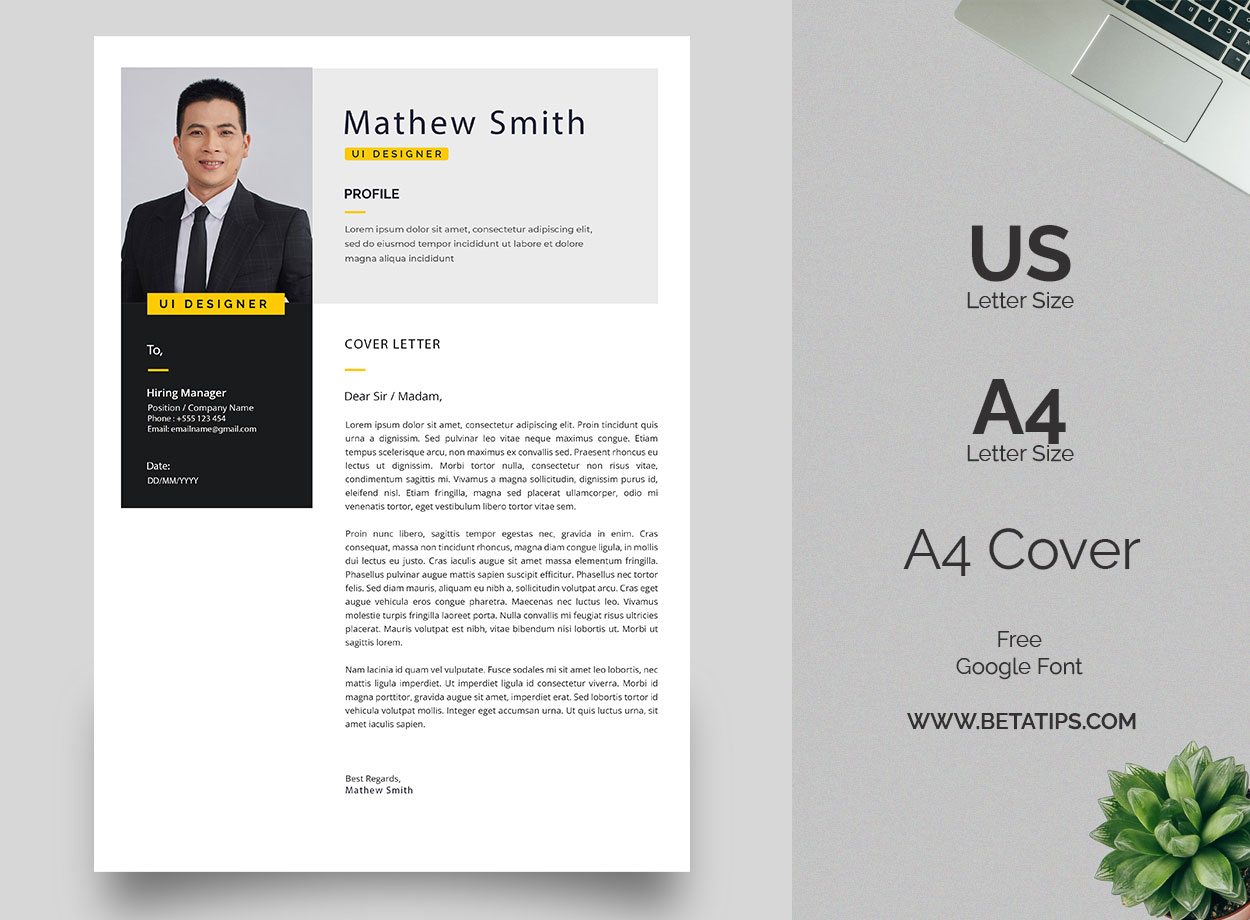 Mathew Smith
UI DESIGNER
PROFILE
Lorem ipsum dolor sit amet, consectetur adipiscing elit,
sed do eiusmod tempor incididunt ut labore et dolore
magna aliqua incididunt
UI DESIGNER
To,
Hiring Manager
Position / Company Name
Phone : +555 123 454
Email: emailname@gmail.com
Date:
DD/MM/YYYY
COVER LETTER
Dear Sir / Madam,
Lorem ipsum dolor sit amet, consectetur adipiscing elit. Proin tincidunt quis
urna a dignissim. Sed pulvinar leo vitae neque maximus congue. Etiam
tempus scelerisque arcu, non maximus ex convallis sed. Praesent rhoncus eu
lectus ut dignissim. Morbi tortor nulla, consectetur non risus vitae,
condimentum sagittis mi. Vivamus a magna sollicitudin, dignissim purus id,
eleifend nisl. Etiam fringilla, magna sed placerat ullamcorper, odio mi
venenatis tortor, eget vestibulum libero tortor vitae sem.
Proin nunc libero, sagittis tempor egestas nec, gravida in enim. Cras
consequat, massa non tincidunt rhoncus, magna diam congue ligula, in mollis
dui lectus eu justo. Cras iaculis augue sit amet massa elementum fringilla.
Phasellus pulvinar augue mattis sapien suscipit efficitur. Phasellus nec tortor
felis. Sed diam mauris, aliquam eu nibh a, sollicitudin volutpat arcu. Cras eget
augue vehicula eros congue pharetra. Maecenas nec luctus leo. Vivamus
molestie turpis fringilla laoreet porta. Nulla convallis mi feugiat risus ultricies
placerat. Mauris volutpat est nibh, vitae bibendum nisi lobortis ut. Morbi ut
sagittis lorem.
Nam lacinia id quam vel vulputate. Fusce sodales mi sit amet leo lobortis, nec
mattis ligula imperdiet. Ut imperdiet ligula id consectetur viverra. Morbi id
magna porttitor, gravida augue sit amet, imperdiet erat. Sed lobortis tortor id
vehicula volutpat mollis. Integer eget accumsan urna. Ut quis luctus urna, sit
amet iaculis sapien.
Best Regards,
Mathew Smith
US
Letter Size
A4
Letter Size
A4 Cover
Free
Google Font
WWW.BETATIPS.COM